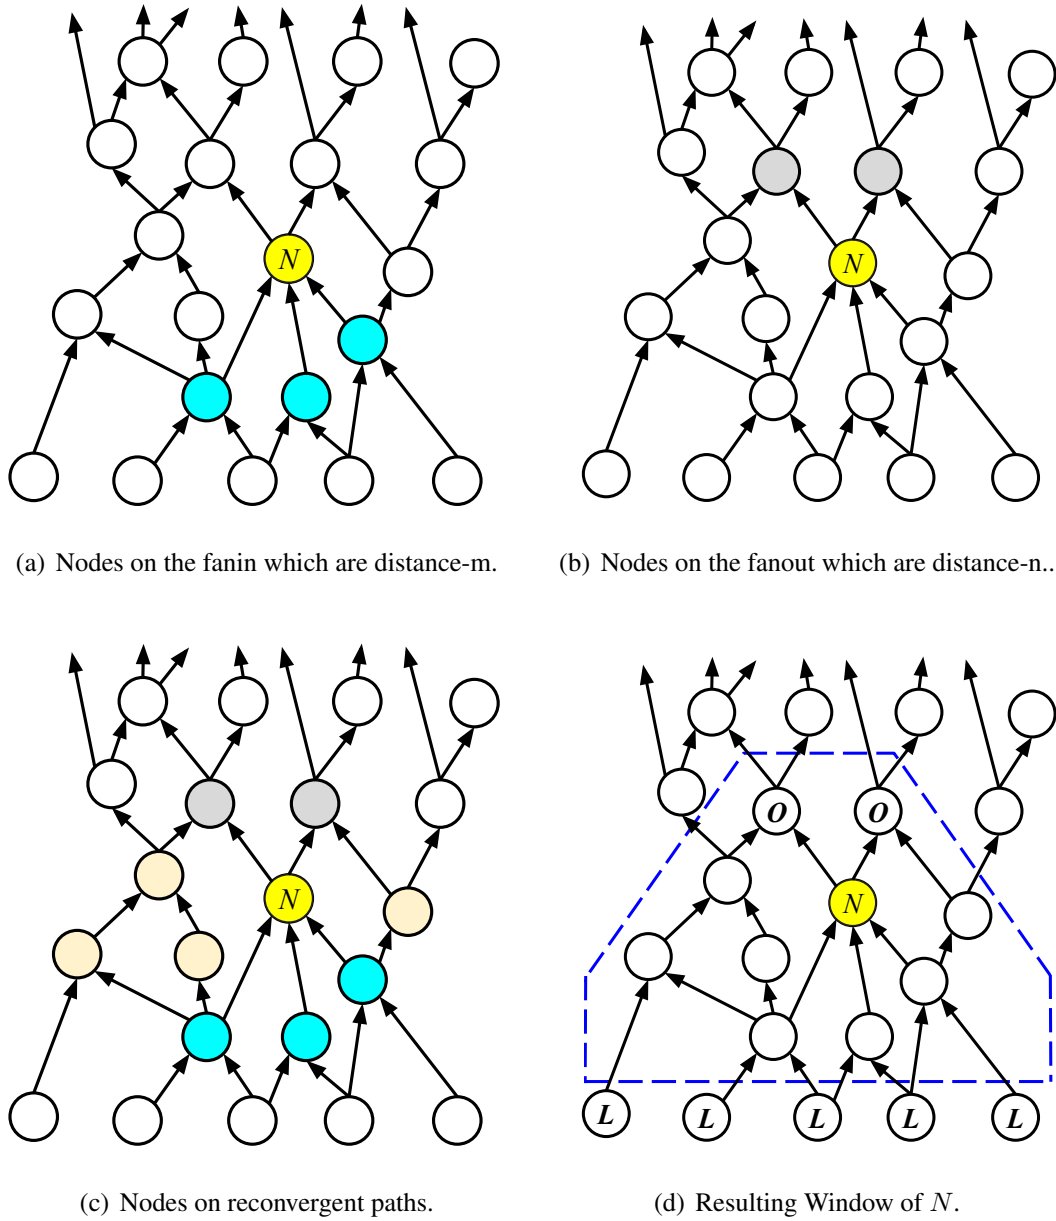 N
N
(a) Nodes on the fanin which are distance-m.
(b) Nodes on the fanout which are distance-n..
N
O O
N
L L L L L
(c) Nodes on reconvergent paths.
(d) Resulting Window of N.